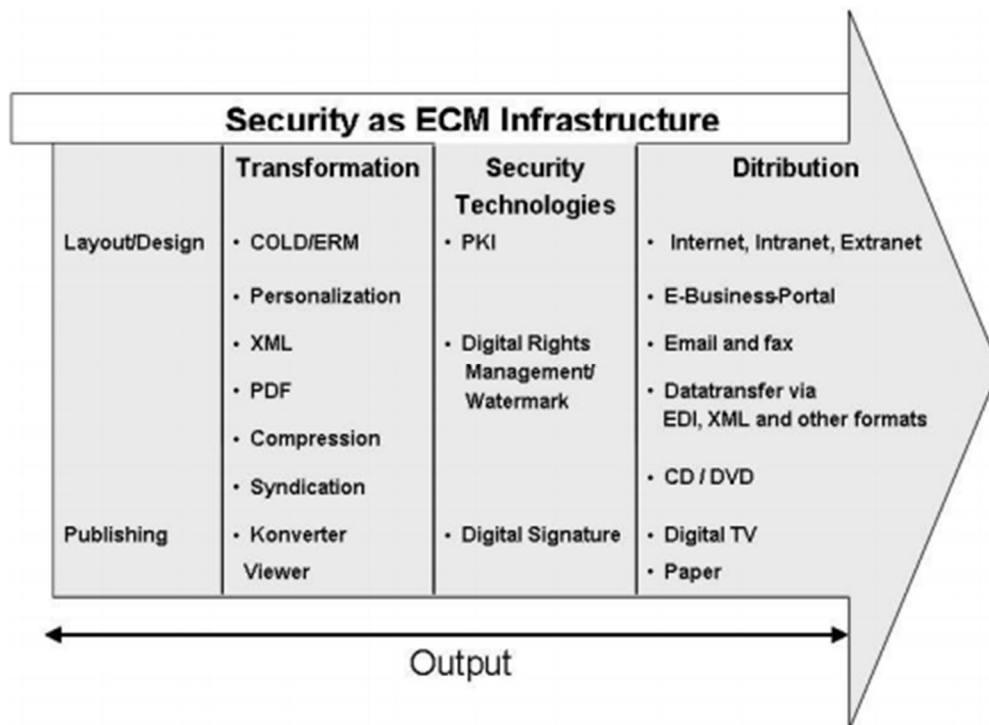 Security as ECM Infrastructure
Transformation
Security
Technologies
Ditribution
Layout/Design
Publishing
• COLD/ERM
• Personalization
• XML
• PDF
• Compression
• Syndication
• Konverter
Viewer
• PKI
• Digital Rights
Management/
Watermark
• Digital Signature
• Internet, Intranet, Extranet
• E-Business-Portal
• Email and fax
• Datatransfer via
EDI, XML and other formats
• CD / DVD
• Digital TV
• Paper
Output